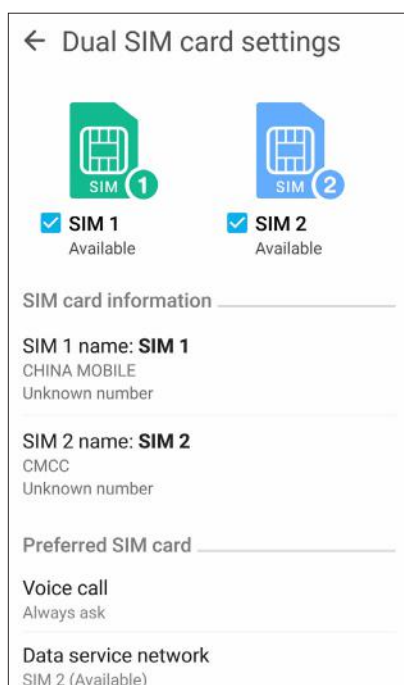 Dual SIM card settings
SIM 1
SIM 2
SIM 1
SIM 2
Available
Available
SIM card information
SIM 1 name: SIM 1
CHINA MOBILE
Unknown number
SIM 2 name: SIM 2
CMCC
Unknown number
Preferred SIM card
Voice call
Always ask
Data service network
SIM 2 (Available)